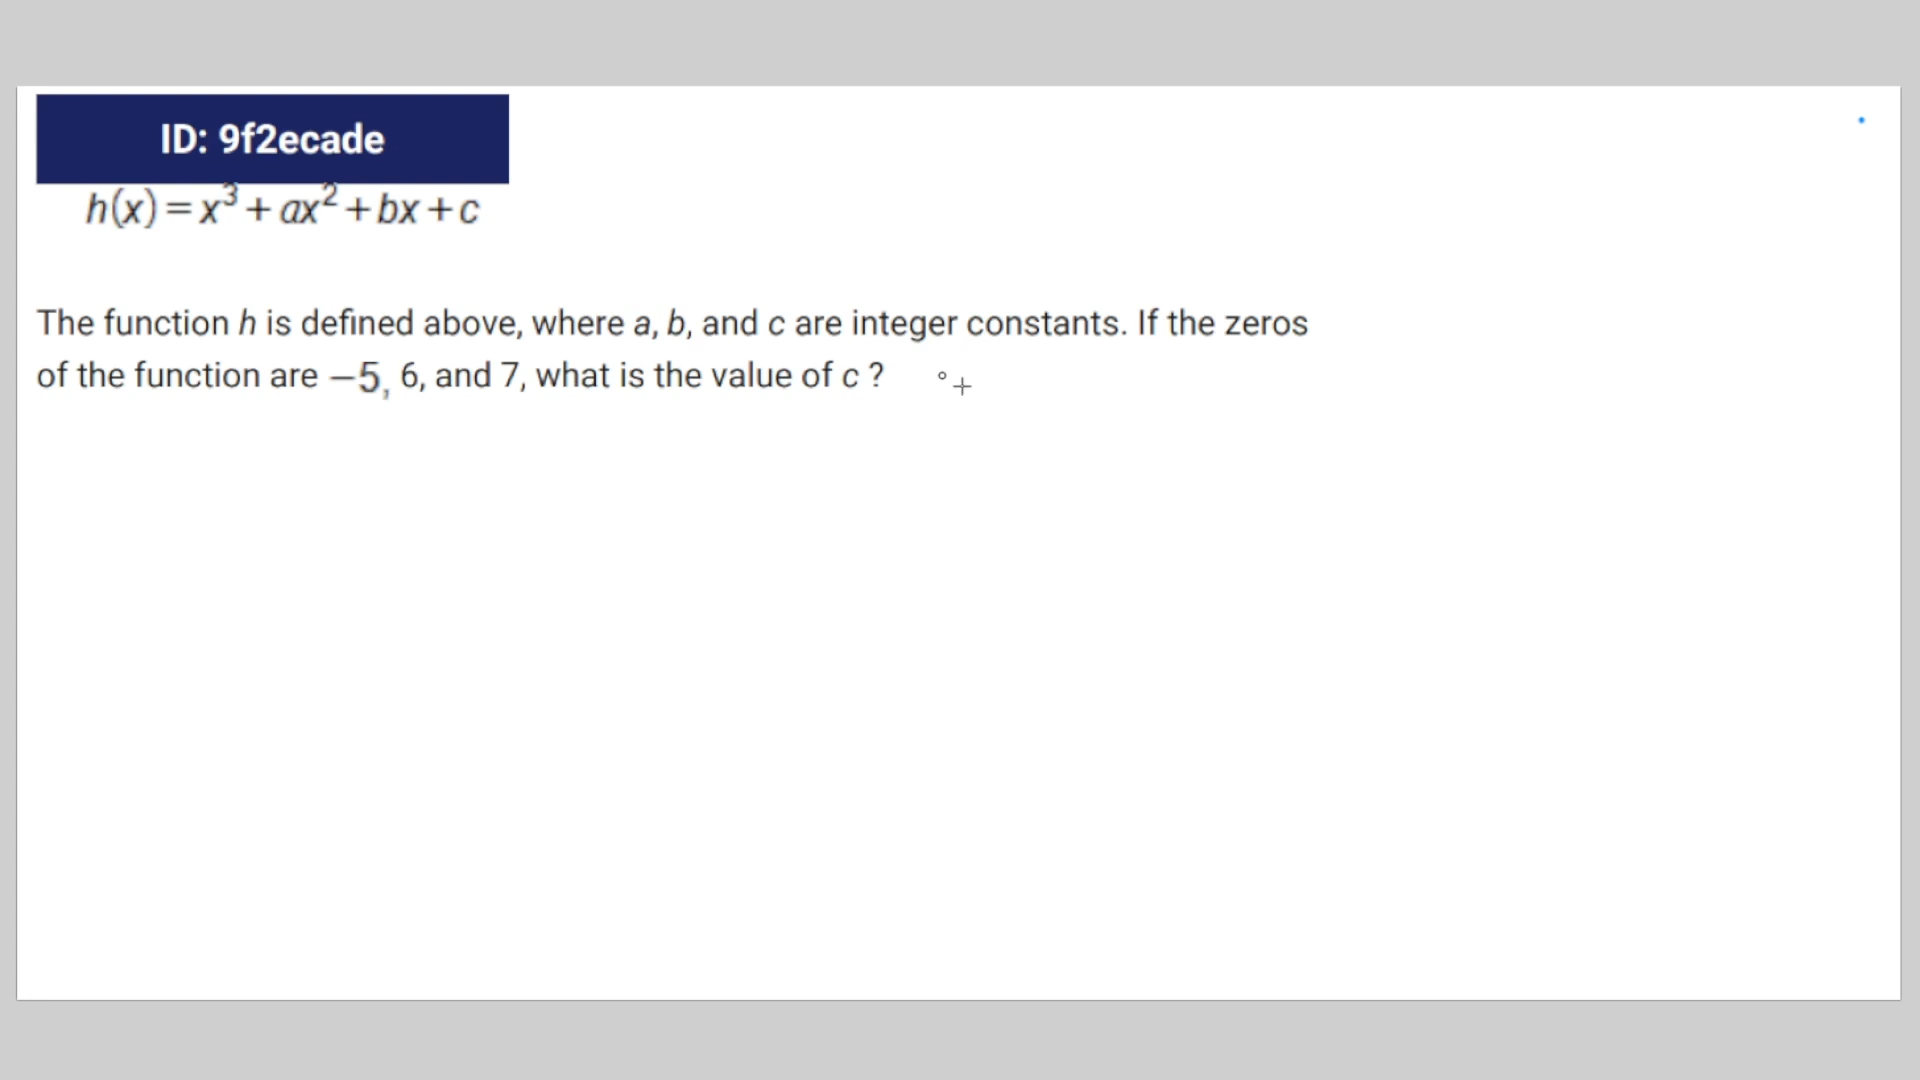 ID: 9f2ecade
h(x) = x³ + ax² + bx + c
The function h is defined above, where a, b, and c are integer constants. If the zeros
of the function are −5, 6, and 7, what is the value of c ?